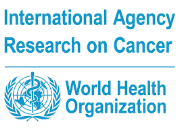 International Agency
Research on Cancer
World Health
Organization